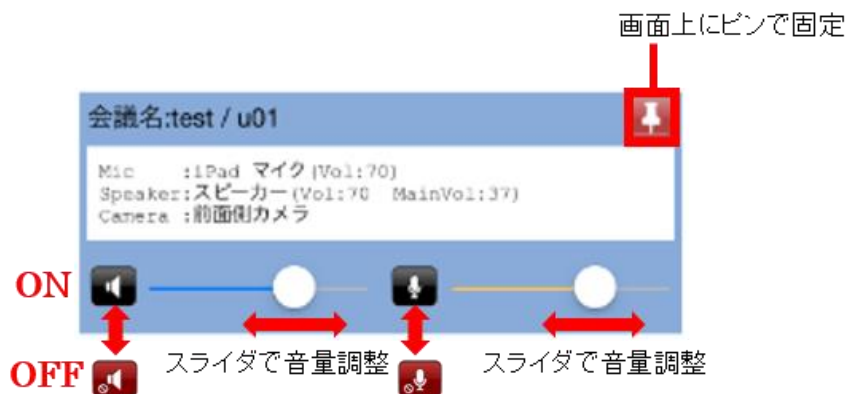 画面上にピンで固定
会議名:test / u01
Mic :iPad マイク(Vol:70)
Speaker:スピーカー(Vol:70 MainVol:37)
Camera :前面側カメラ
ON
スライダで音量調整 スライダで音量調整
OFF